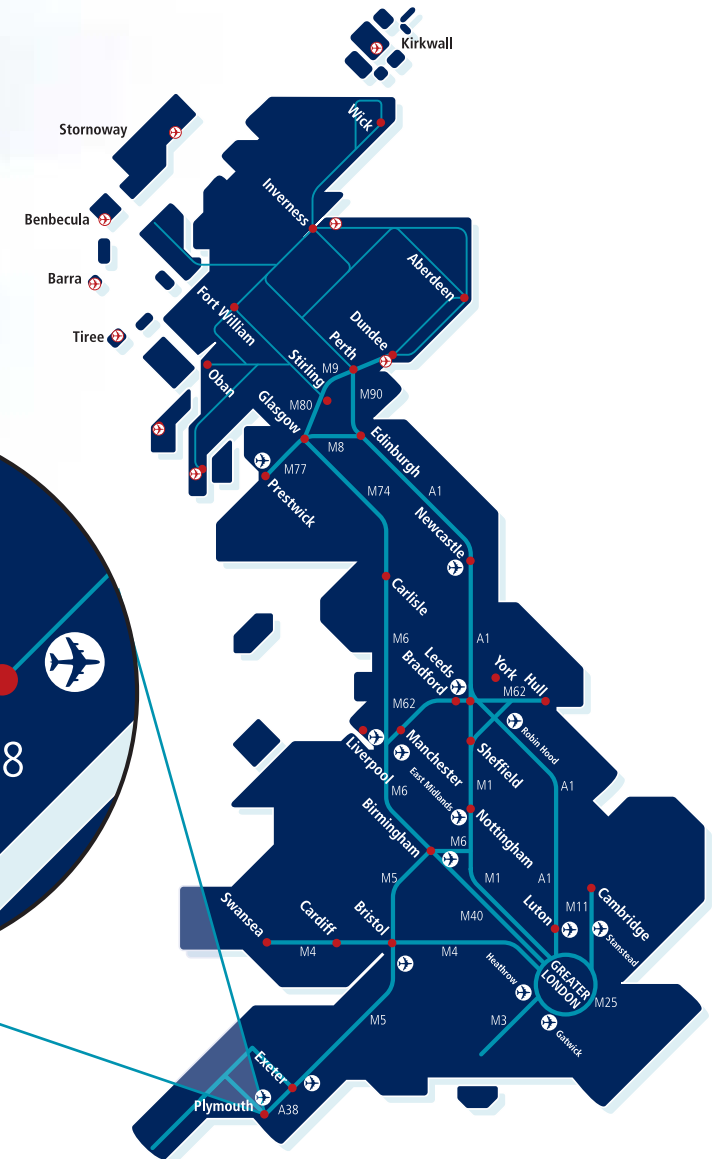 Kirkwall
Wick
Stornoway
Inverness
Benbecula
Aberdeen
Barra
Fort William
Dundee
Tiree
Perth
Stirling
M9
Oban
M80
M90
Glasgow
M8
Edinburgh
M77
Prestwick
M74
A1
Newcastle
Carlisle
M6
A1
Leeds
Bradford
York
Hull
M62
M62
Robin Hood
Liverpool
Manchester
Sheffield
East Midlands
M6
M1
A1
Nottingham
Birmingham
M6
8
M5
M1
A1
M40
Luton
M11
Cambridge
Stanstead
Swansea
Cardiff
Bristol
M4
M4
Heathrow
GREATER
LONDON
M25
M3
Gatwick
M5
Exeter
Plymouth
A38